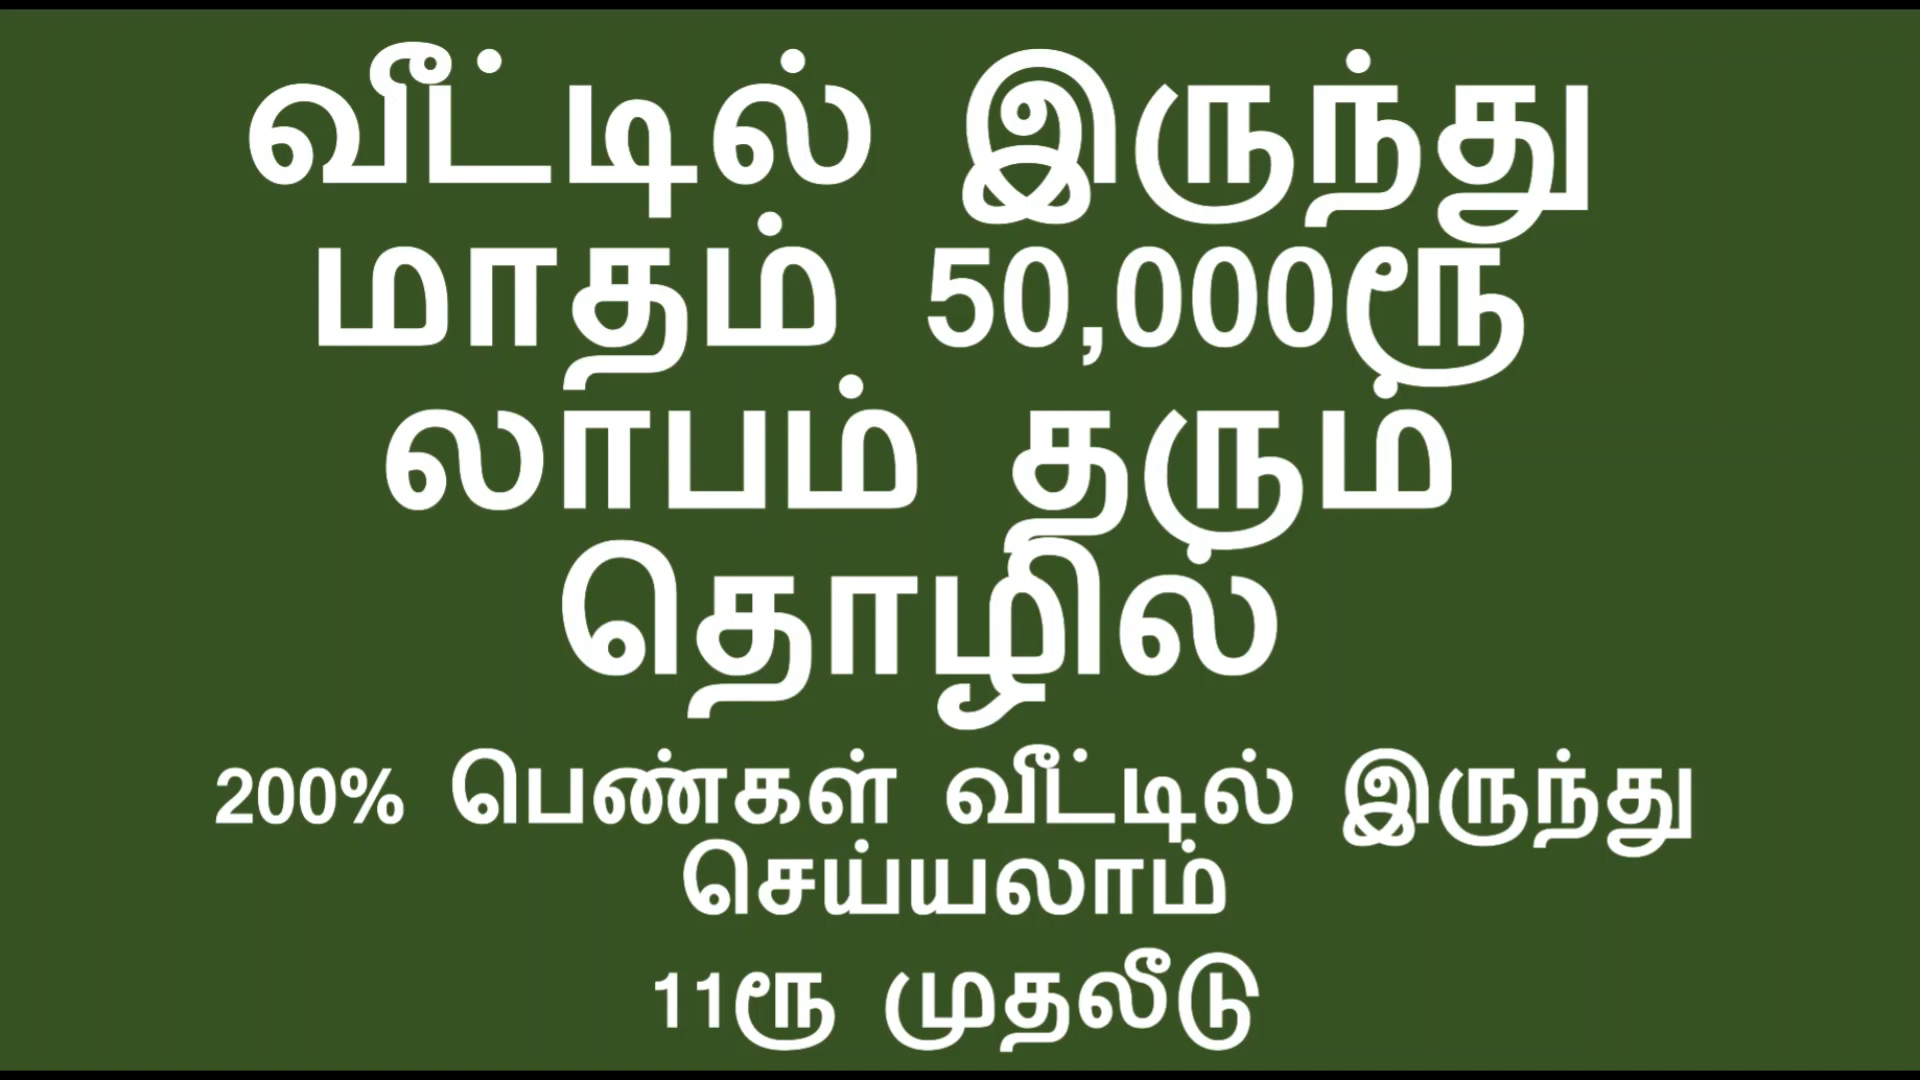 வீட்டில் இருந்து
மாதம் 50,000ரூ
லாபம் தரும்
தொழில்
200% பெண்கள் வீட்டில் இருந்து
செய்யலாம்
11ரூ முதலீடு